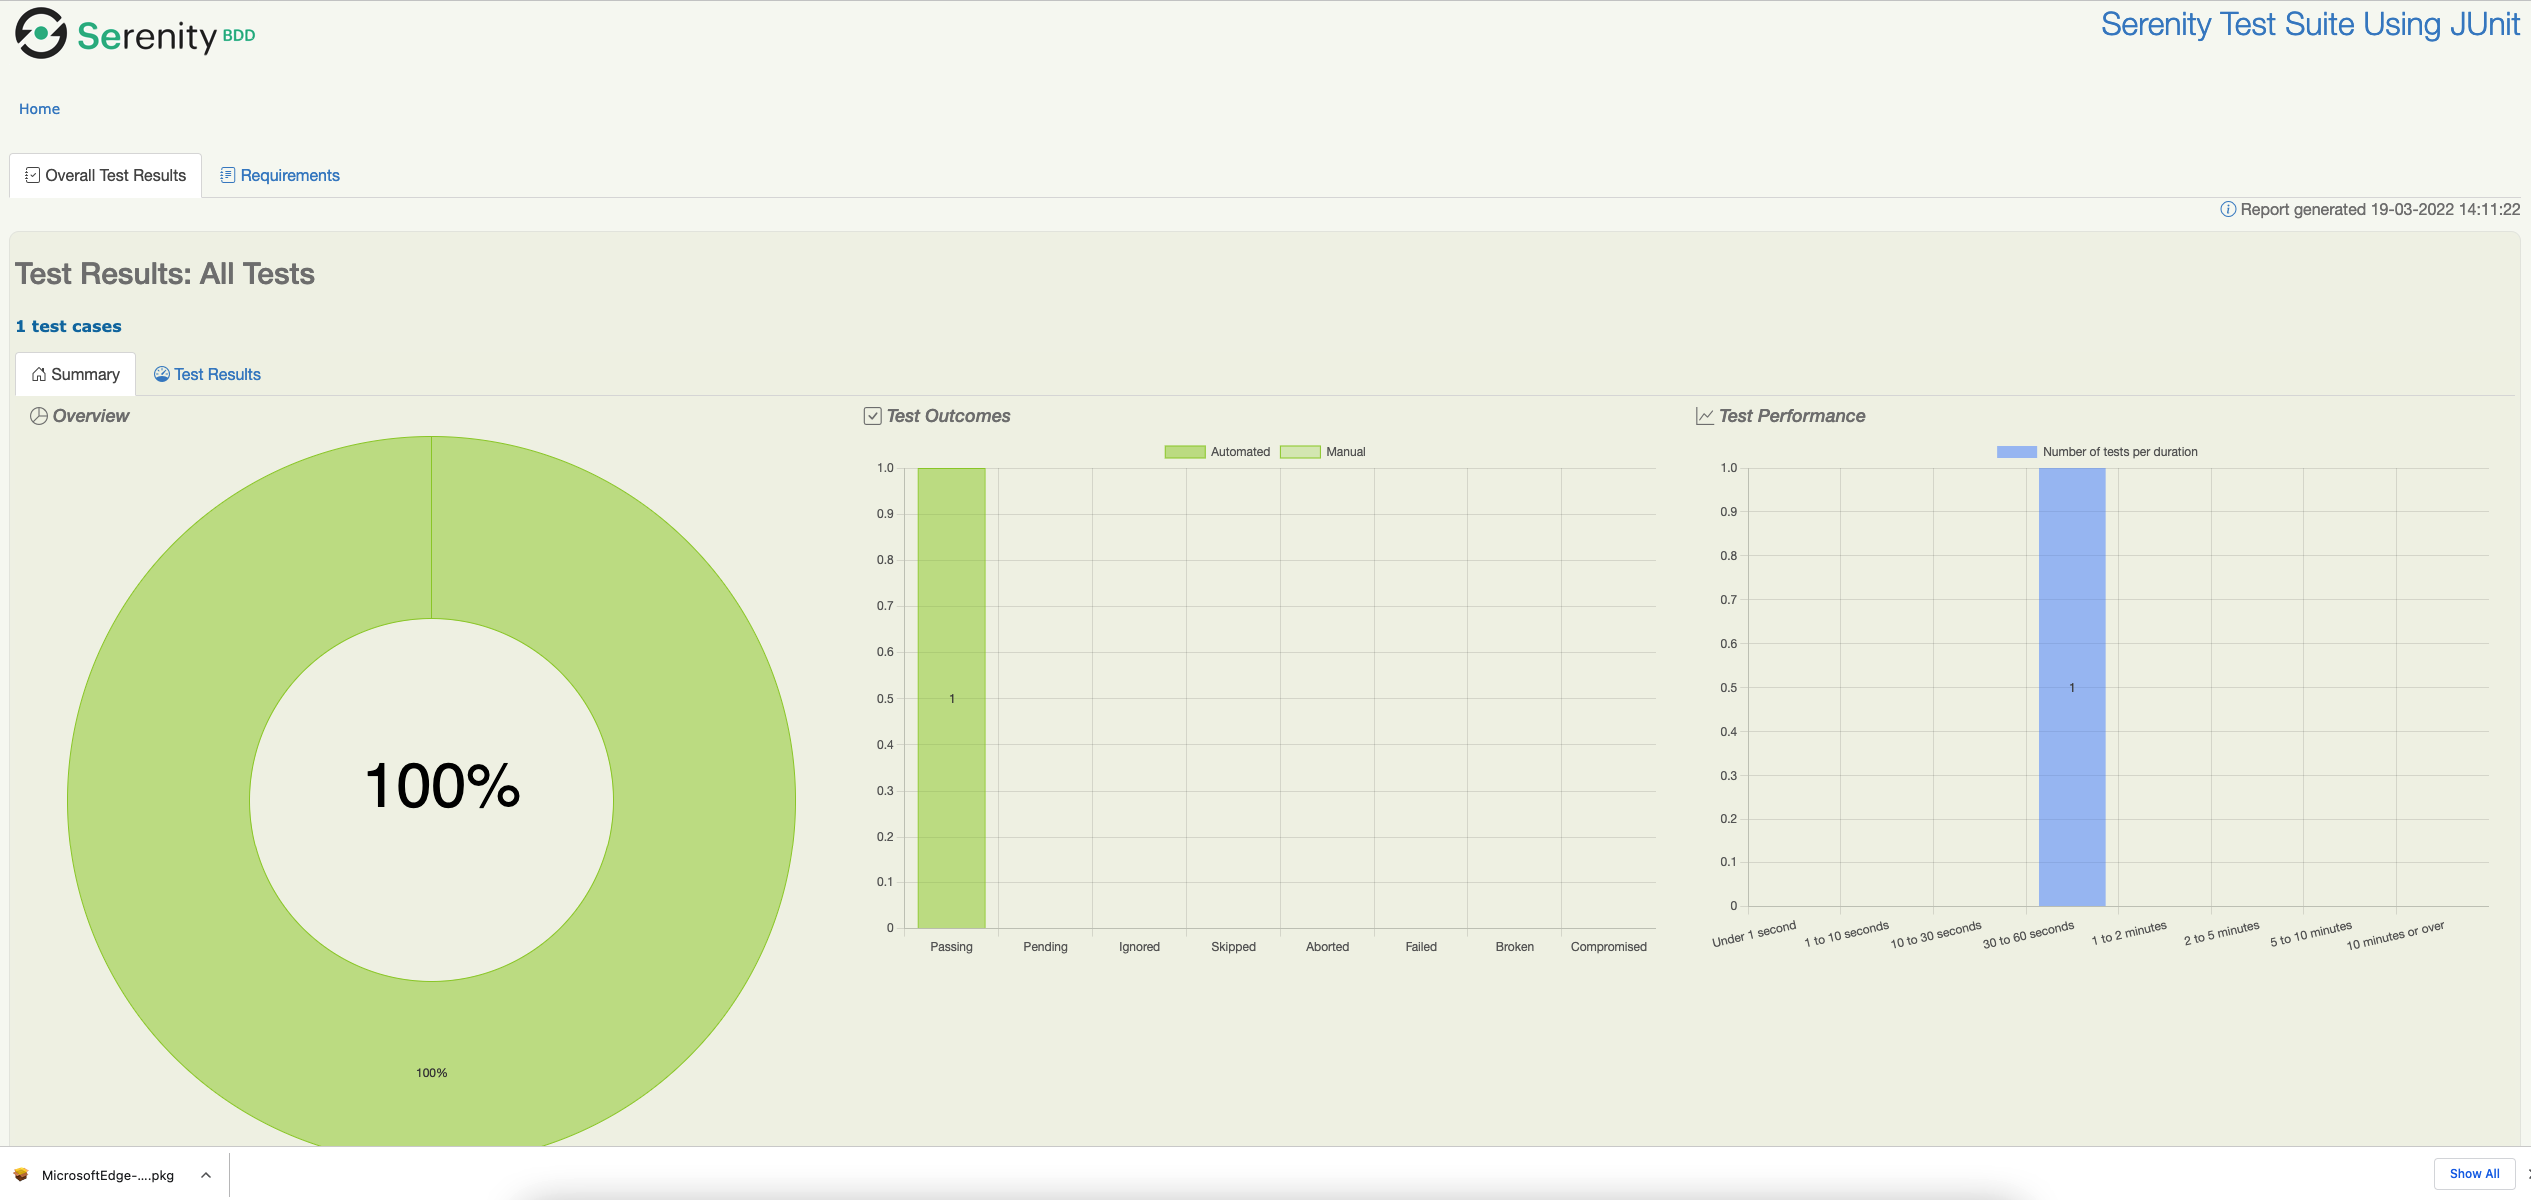 Serenity BDD
Serenity Test Suite Using JUnit
Home
Overall Test Results
Requirements
Report generated 19-03-2022 14:11:22
Test Results: All Tests
1 test cases
Summary
Test Results
Overview
100%
100%
Test Outcomes
Automated Manual
1.0
0.9
0.8
0.7
0.6
0.5
0.4
0.3
0.2
0.1
0
1
Passing Pending Ignored Skipped Aborted Failed Broken Compromised
Test Performance
Number of tests per duration
1.0
0.9
0.8
0.7
0.6
0.5
0.4
0.3
0.2
0.1
0
1
Under 1 second 1 to 10 seconds 10 to 30 seconds 30 to 60 seconds 1 to 2 minutes 2 to 5 minutes 5 to 10 minutes 10 minutes or over
MicrosoftEdge-....pkg
Show All